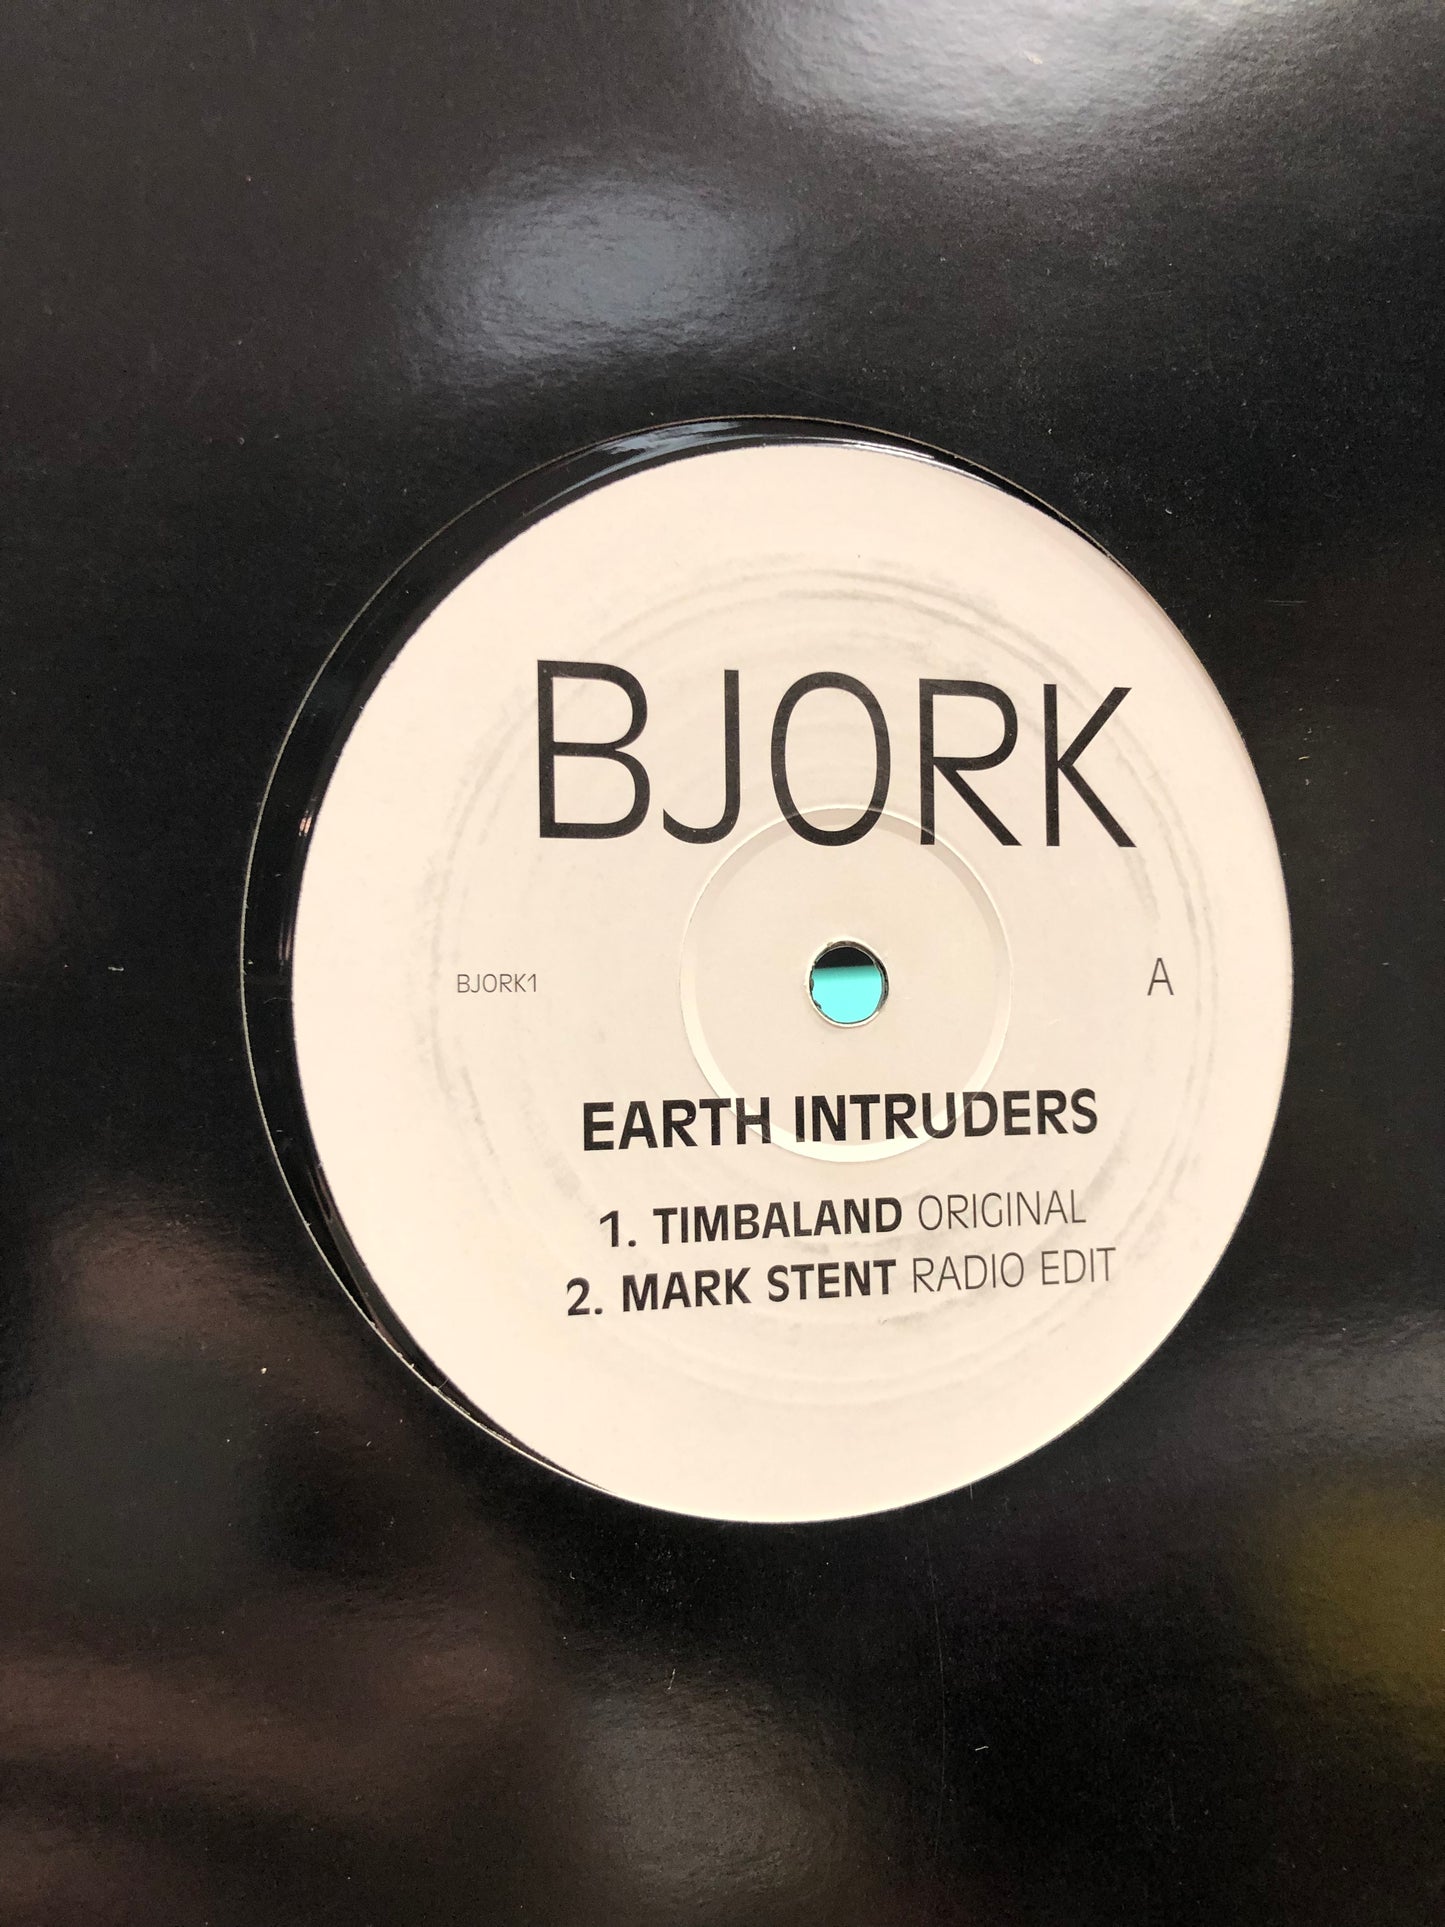 BJORK
BJORK1
A
EARTH INTRUDERS
1. TIMBALAND ORIGINAL
2. MARK STENT RADIO EDIT